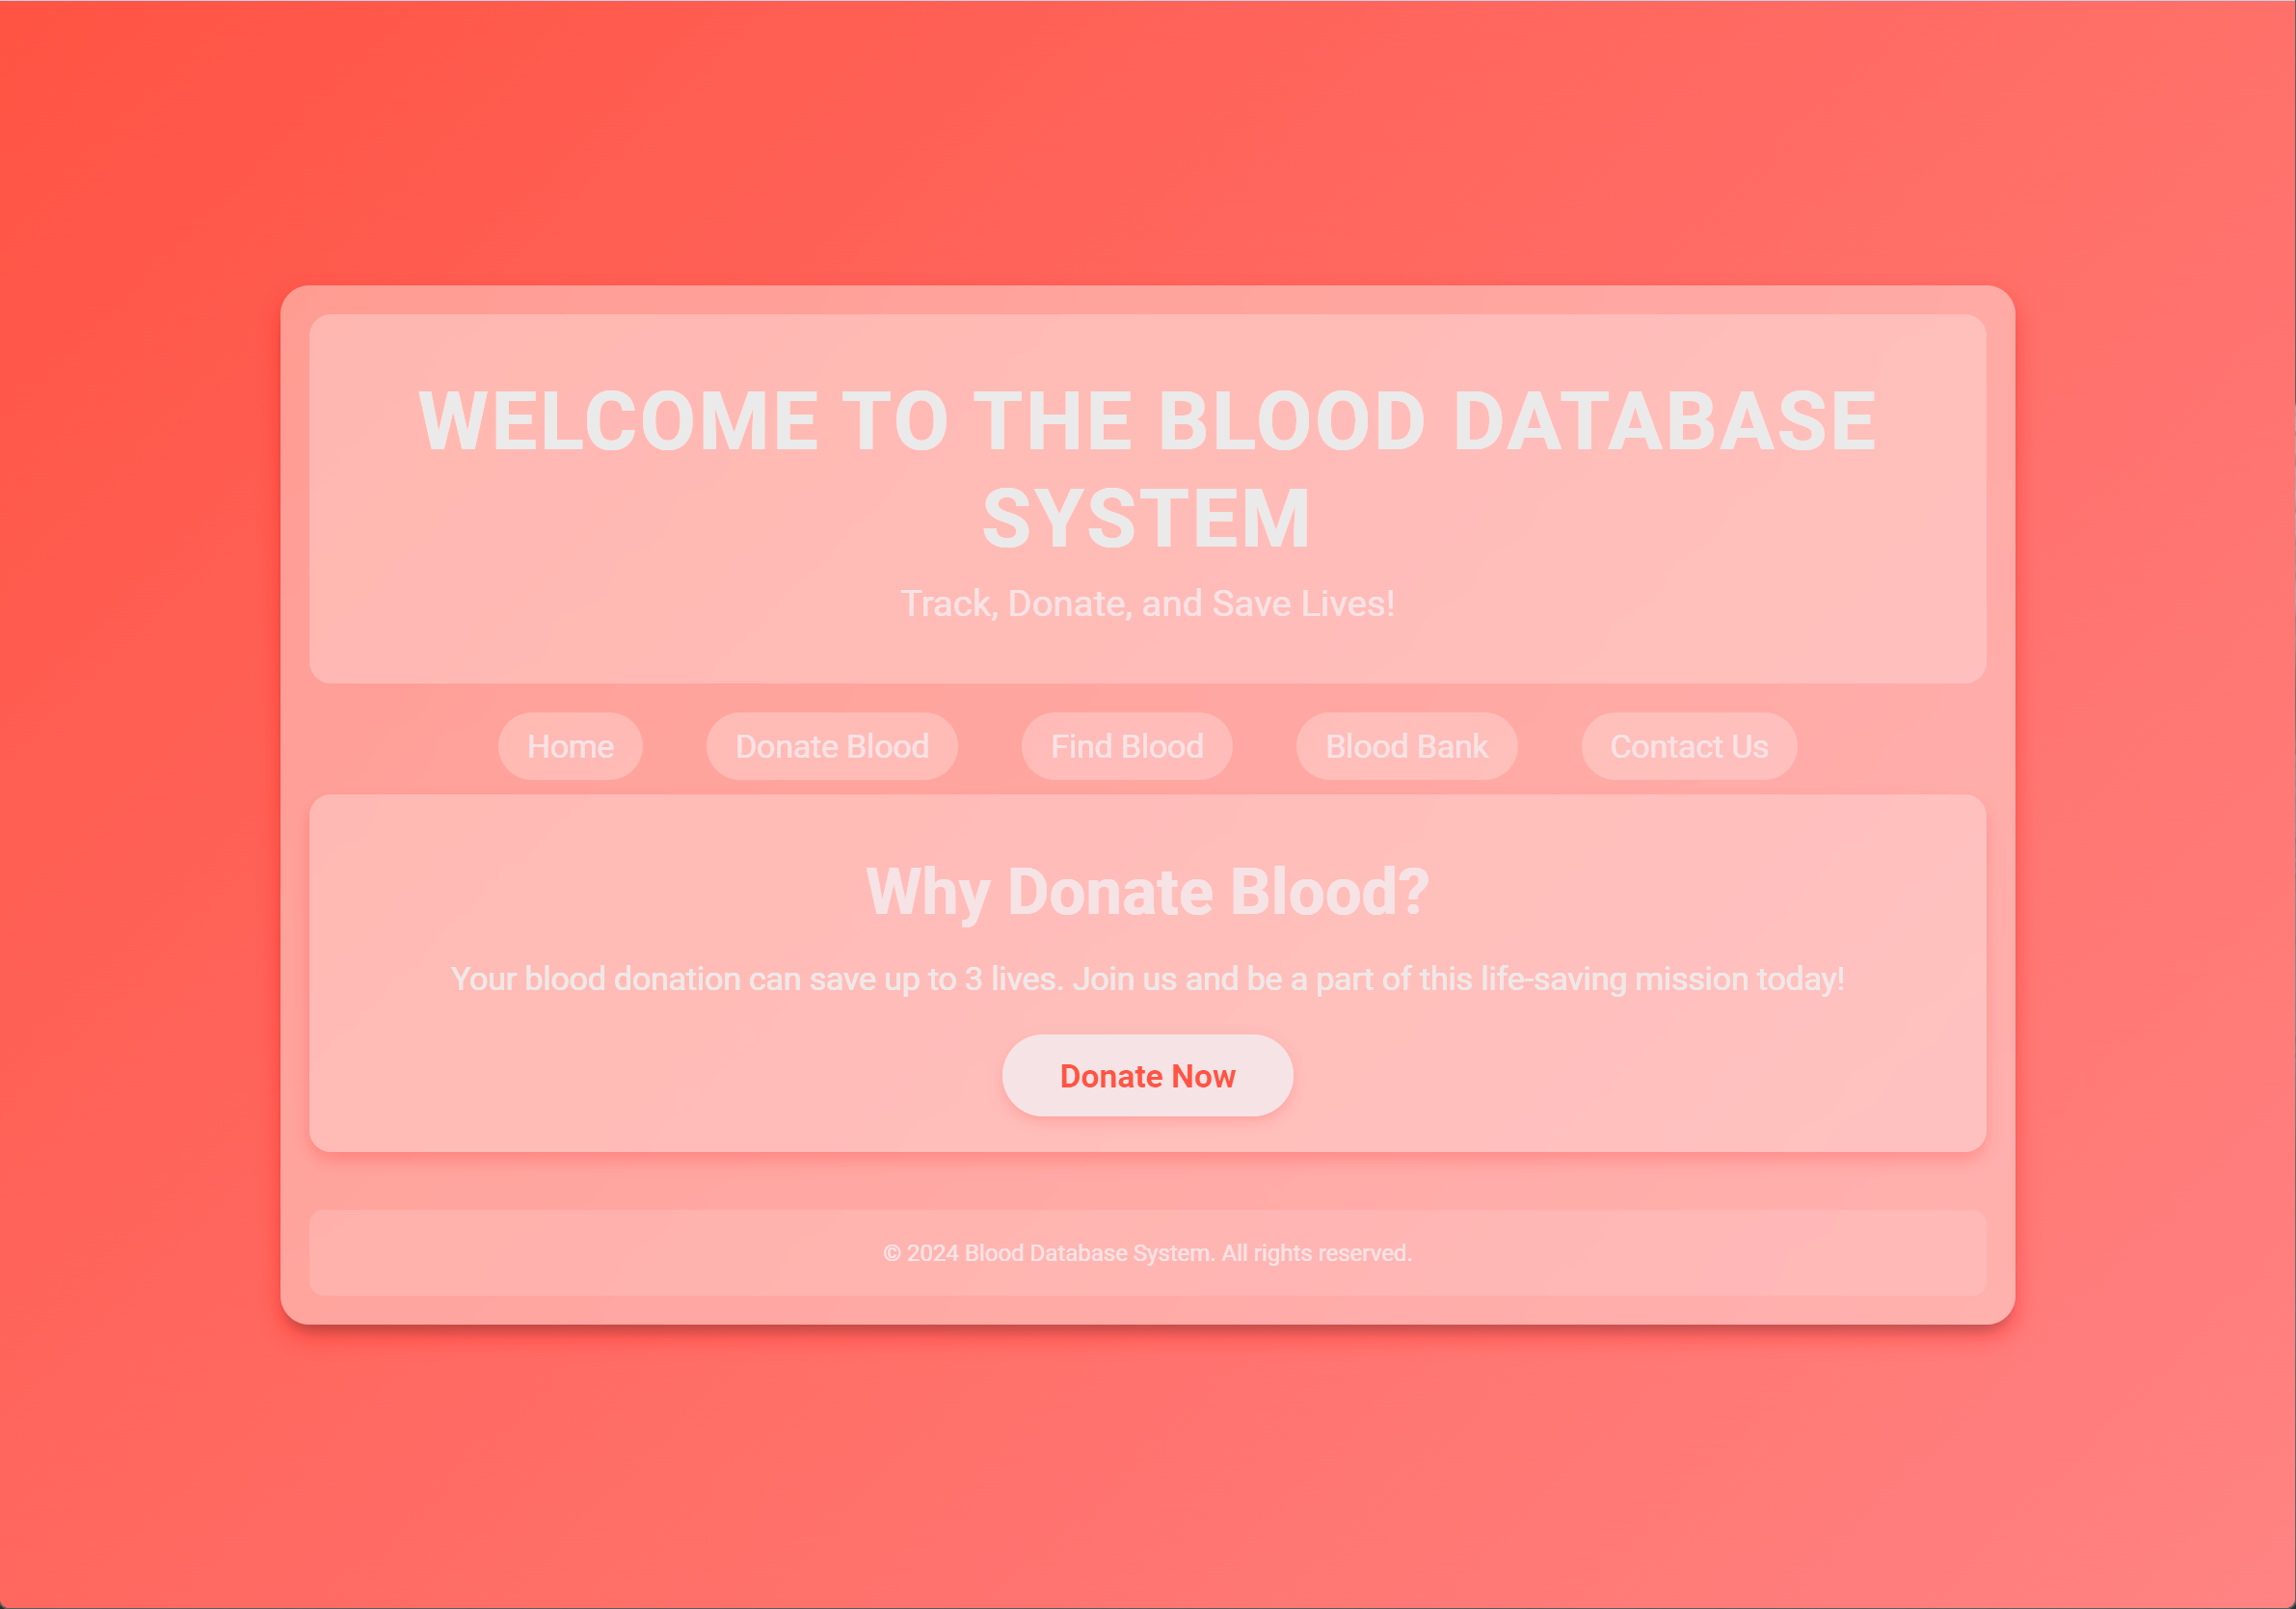 WELCOME TO THE BLOOD DATABASE
SYSTEM
Track, Donate, and Save Lives!
Home
Donate Blood
Find Blood
Blood Bank
Contact Us
Why Donate Blood?
Your blood donation can save up to 3 lives. Join us and be a part of this life-saving mission today!
Donate Now
© 2024 Blood Database System. All rights reserved.